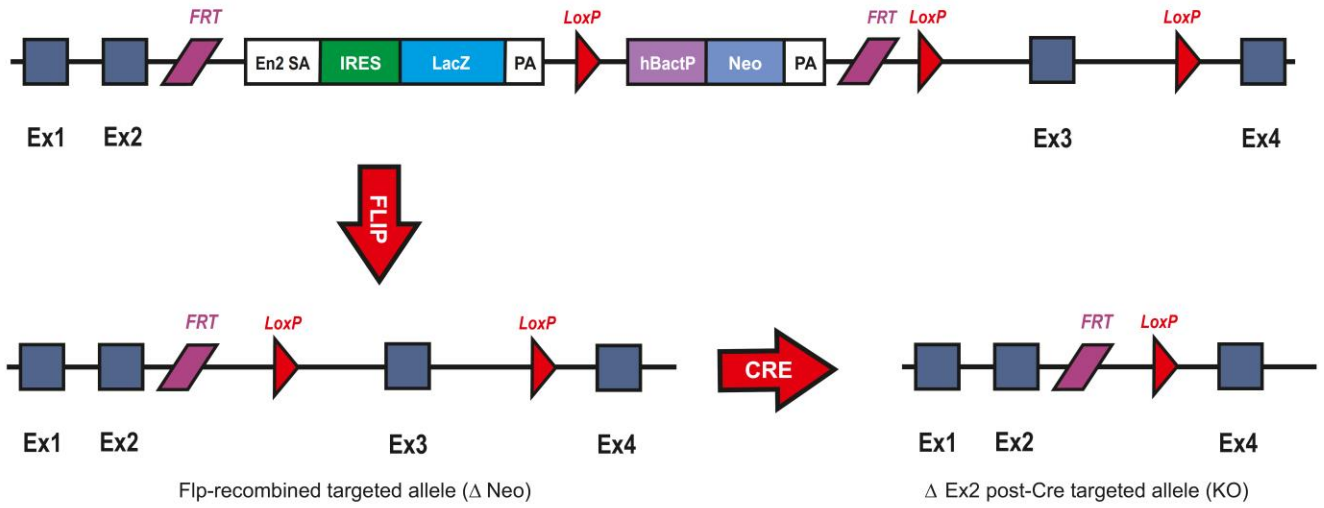 FRT LoxP FRT LoxP LoxP
En2 SA IRES LacZ PA hBactP Neo PA
Ex1 Ex2 Ex3 Ex4
FLIP
FRT LoxP LoxP FRT LoxP
CRE
Ex1 Ex2 Ex3 Ex4 Ex1 Ex2 Ex4
Flp-recombined targeted allele (Δ Neo) Δ Ex2 post-Cre targeted allele (KO)